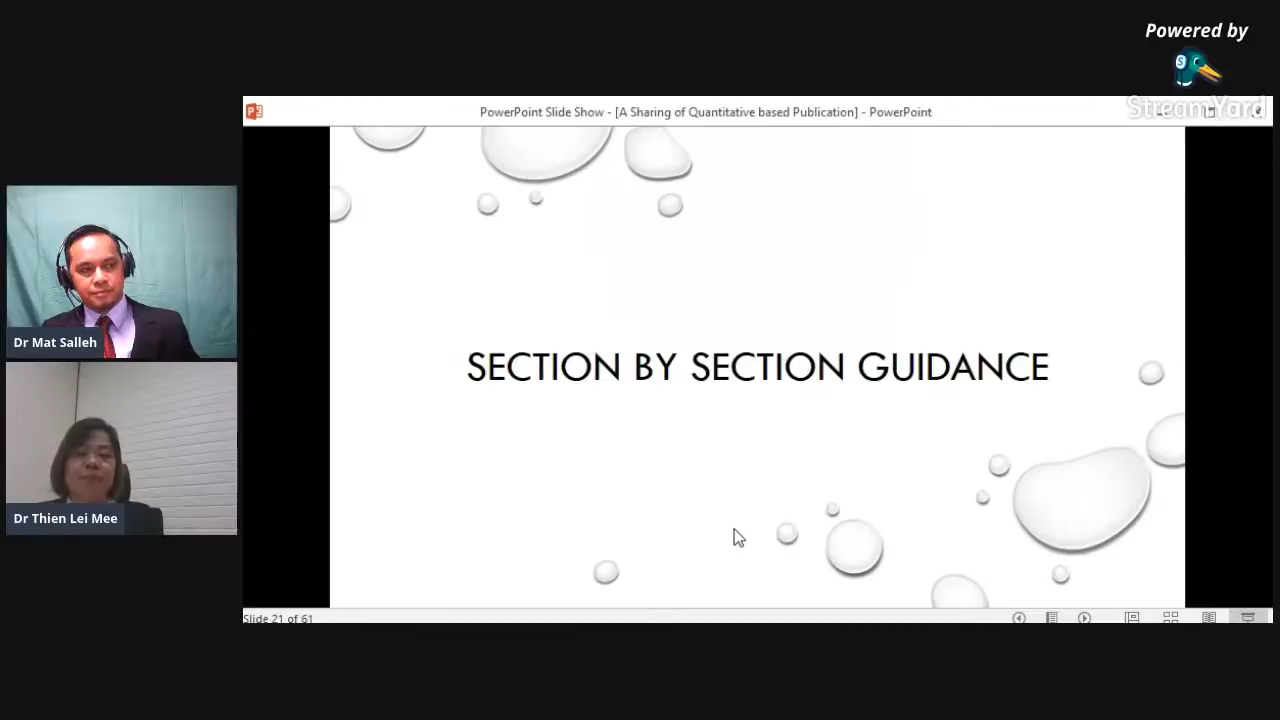 Powered by
StreamYard
PowerPoint Slide Show - [A Sharing of Quantitative based Publication] - PowerPoint
SECTION BY SECTION GUIDANCE
Dr Mat Salleh
Dr Thien Lei Mee
Slide 21 of 61